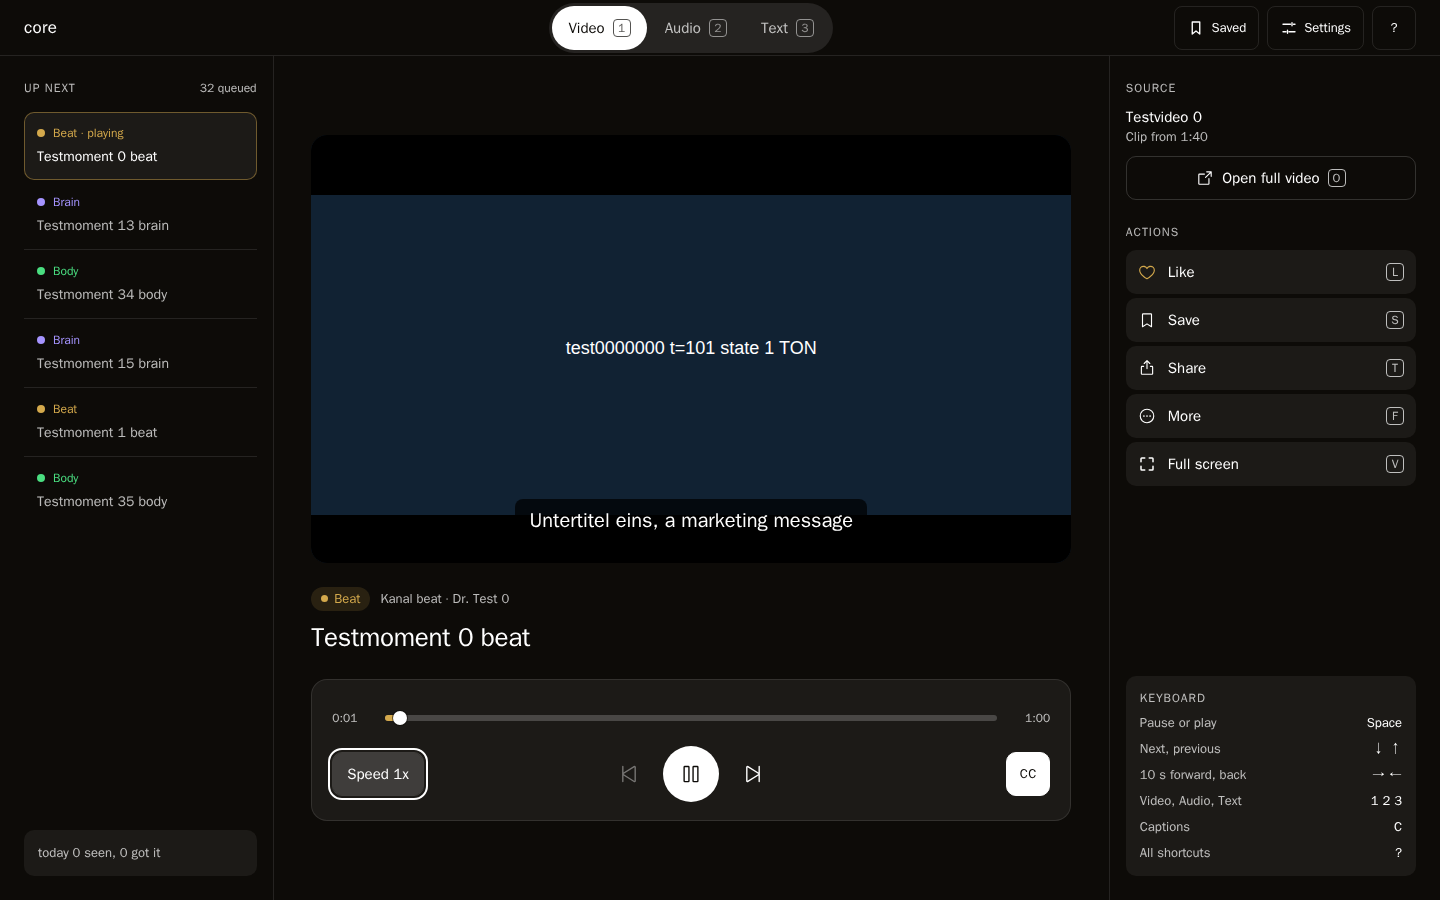 core
Video 1
Audio 2
Text 3
Saved
Settings
?
UP NEXT
32 queued
Beat · playing
Testmoment 0 beat
Brain
Testmoment 13 brain
Body
Testmoment 34 body
Brain
Testmoment 15 brain
Beat
Testmoment 1 beat
Body
Testmoment 35 body
today 0 seen, 0 got it
test0000000 t=101 state 1 TON
Untertitel eins, a marketing message
Beat
Kanal beat · Dr. Test 0
Testmoment 0 beat
0:01
1:00
Speed 1x
CC
SOURCE
Testvideo 0
Clip from 1:40
Open full video O
ACTIONS
Like L
Save S
Share T
More F
Full screen V
KEYBOARD
Pause or play Space
Next, previous ↓ ↑
10 s forward, back → ←
Video, Audio, Text 1 2 3
Captions C
All shortcuts ?